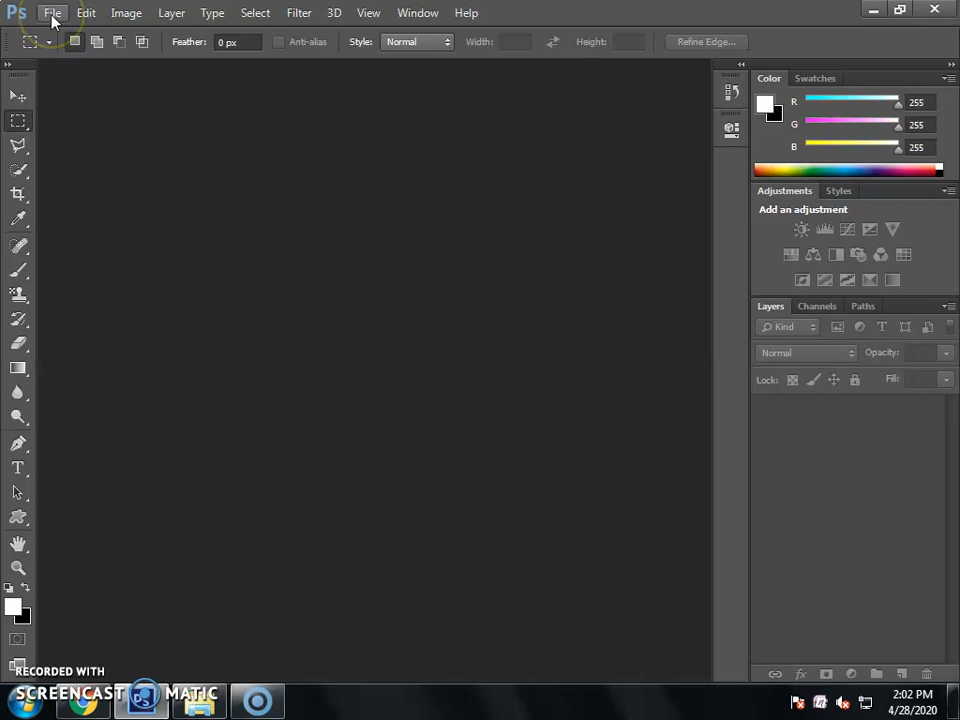 Ps File Edit Image Layer Type Select Filter 3D View Window Help
Feather: 0 px Anti-alias Style: Normal Width: Height: Refine Edge...
Color Swatches
R 255
G 255
B 255
Adjustments Styles
Add an adjustment
Layers Channels Paths
Kind
Normal Opacity:
Lock: Fill:
RECORDED WITH
SCREENCAST MATIC
Ps
2:02 PM
4/28/2020